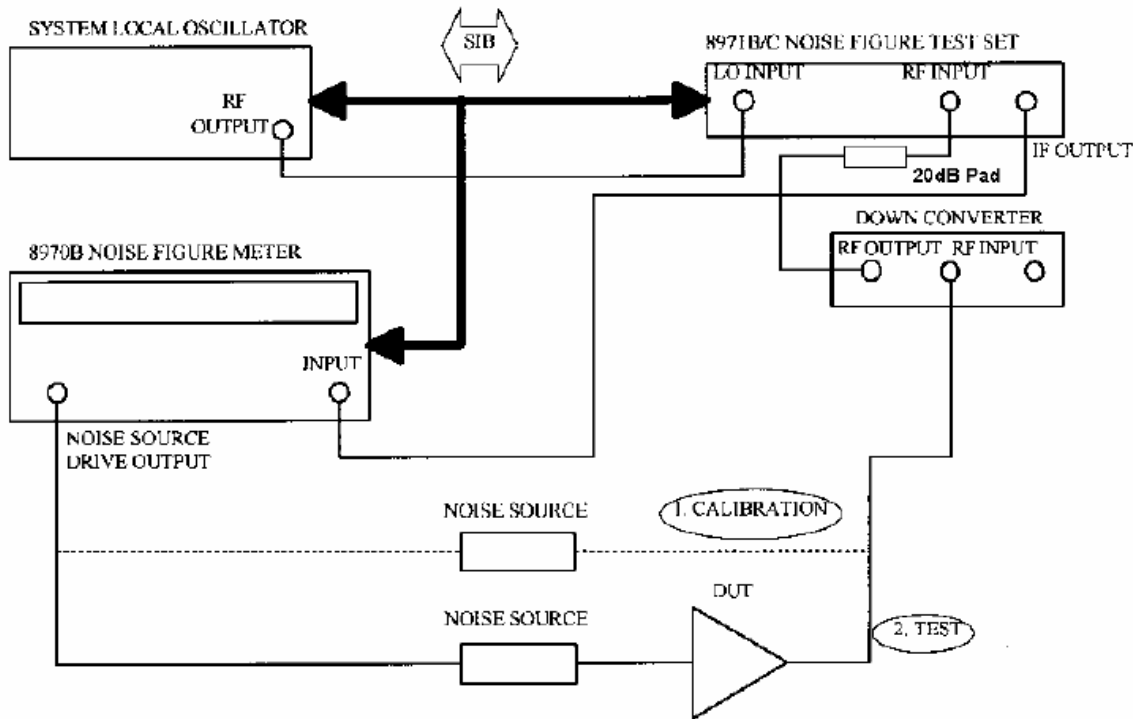 SYSTEM LOCAL OSCILLATOR
SIB
8971B/C NOISE FIGURE TEST SET
LO INPUT
RF INPUT
RF
OUTPUT
IF OUTPUT
20dB Pad
DOWN CONVERTER
RF OUTPUT
RF INPUT
8970B NOISE FIGURE METER
INPUT
NOISE SOURCE
DRIVE OUTPUT
NOISE SOURCE
1. CALIBRATION
NOISE SOURCE
DUT
2. TEST